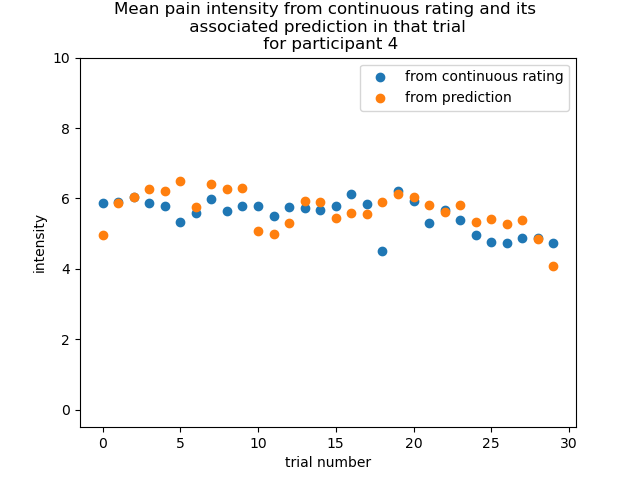 Mean pain intensity from continuous rating and its
associated prediction in that trial
for participant 4
from continuous rating
from prediction
10
8
6
4
2
0
intensity
0 5 10 15 20 25 30
trial number